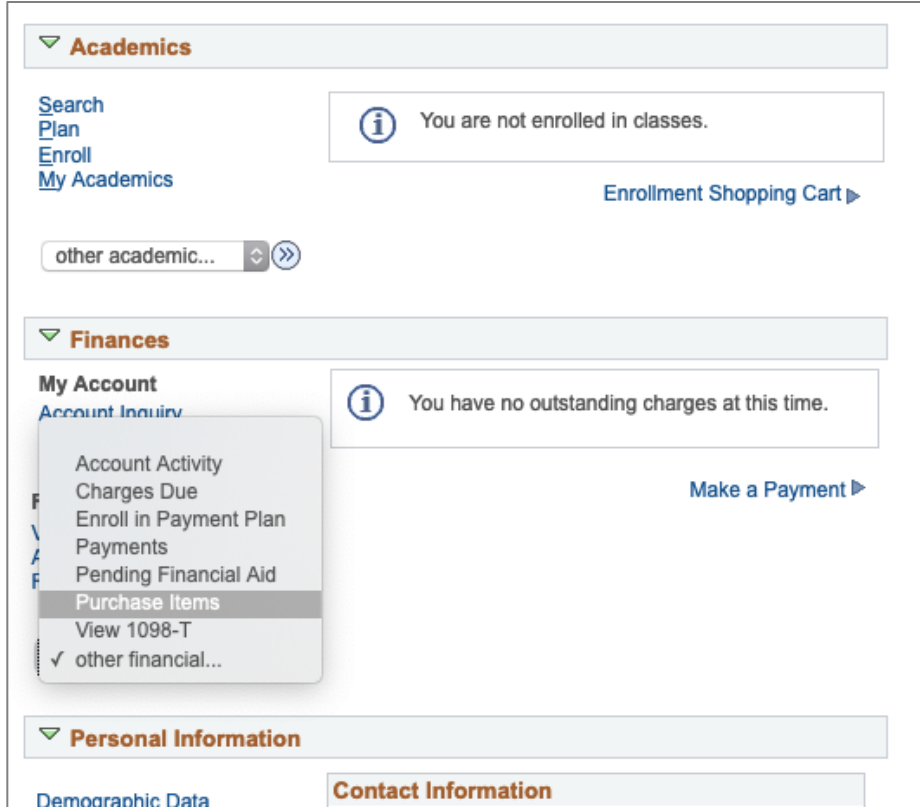 Academics
Search
Plan
Enroll
My Academics
You are not enrolled in classes.
Enrollment Shopping Cart
other academic...
Finances
My Account
Account Inquiry
You have no outstanding charges at this time.
Account Activity
Charges Due
Enroll in Payment Plan
Payments
Pending Financial Aid
Purchase Items
View 1098-T
✓ other financial...
Make a Payment
Personal Information
Demographic Data
Contact Information